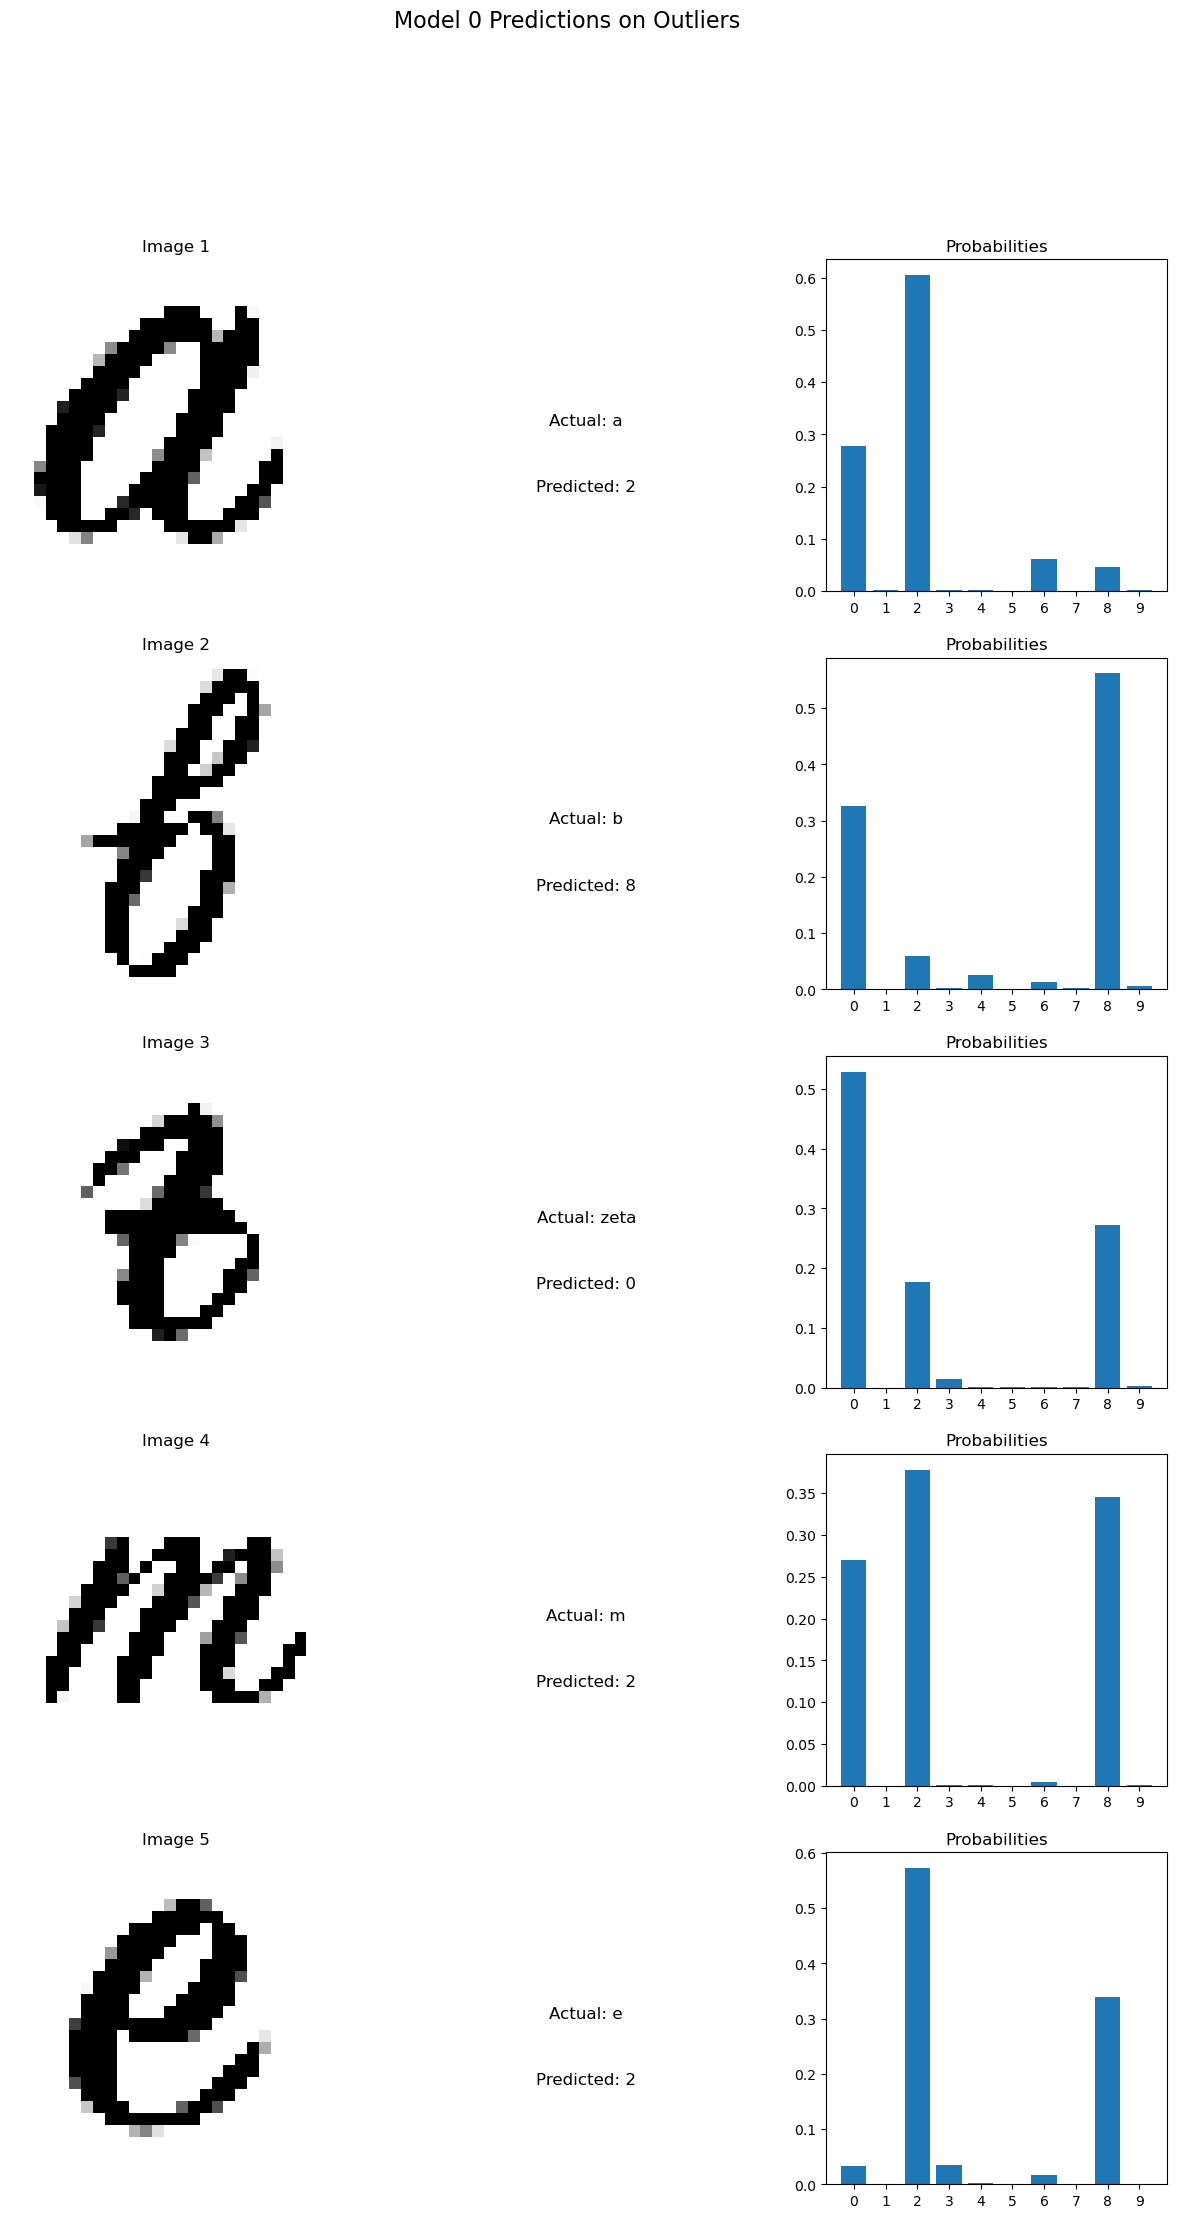 Model 0 Predictions on Outliers
Image 1
a
Actual: a
Predicted: 2
Probabilities
0.6
0.5
0.4
0.3
0.2
0.1
0.0
0 1 2 3 4 5 6 7 8 9
Image 2
b
Actual: b
Predicted: 8
Probabilities
0.5
0.4
0.3
0.2
0.1
0.0
0 1 2 3 4 5 6 7 8 9
Image 3
Actual: zeta
Predicted: 0
Probabilities
0.5
0.4
0.3
0.2
0.1
0.0
0 1 2 3 4 5 6 7 8 9
Image 4
m
Actual: m
Predicted: 2
Probabilities
0.35
0.30
0.25
0.20
0.15
0.10
0.05
0.00
0 1 2 3 4 5 6 7 8 9
Image 5
e
Actual: e
Predicted: 2
Probabilities
0.6
0.5
0.4
0.3
0.2
0.1
0.0
0 1 2 3 4 5 6 7 8 9